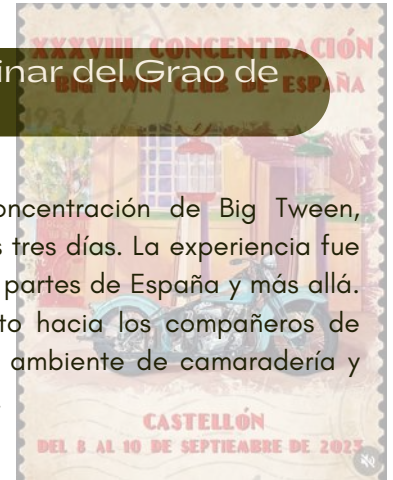 XXXVIII CONCENTRACIÓN
inar del Grao de
BIG TWIN CLUB DE ESPAÑA
1934
oncentración de Big Tween,
s tres días. La experiencia fue
partes de España y más allá.
to hacia los compañeros de
ambiente de camaradería y
CASTELLÓN
DEL 8 AL 10 DE SEPTIEMBRE DE 2023